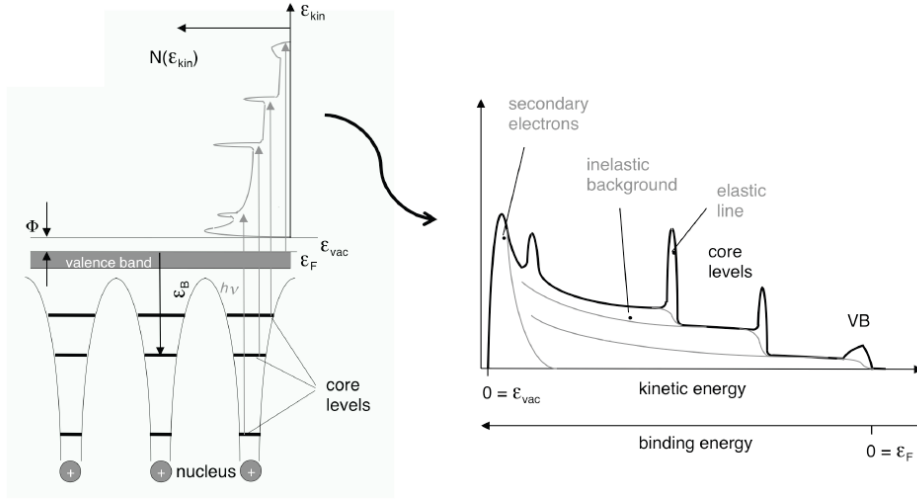 ε_kin
N(ε_kin)
Φ
ε_vac
valence band
ε_F
ε_B
hν
core
levels
+
+
+
nucleus
secondary
electrons
inelastic
background
elastic
line
core
levels
VB
0 = ε_vac
kinetic energy
binding energy
0 = ε_F